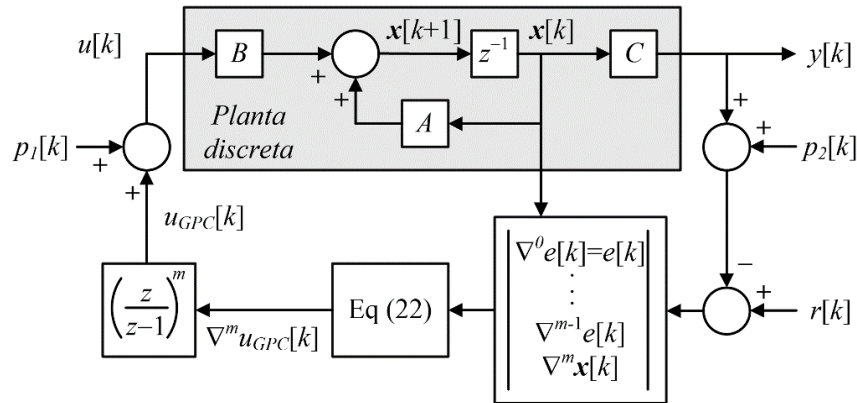 u[k]
B
x[k+1]
z⁻¹
x[k]
C
y[k]
+
+
A
Planta
discreta
p₁[k]
+
+
+
+
p₂[k]
u_GPC[k]
(z/(z−1))^m
∇^m u_GPC[k]
Eq (22)
∇⁰e[k]=e[k]
⋮
∇^{m-1}e[k]
∇^m x[k]
−
+
r[k]